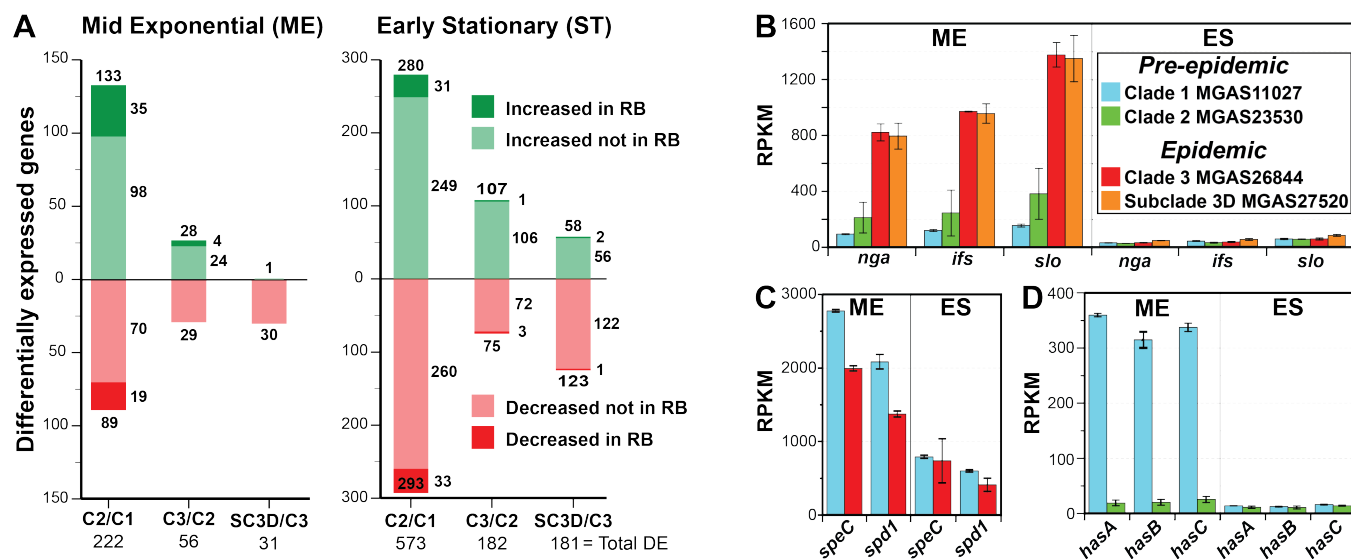 A
Mid Exponential (ME)
Early Stationary (ST)
Differentially expressed genes
150
100
50
0
50
100
150
133
35
98
70
19
89
28
4
24
29
1
30
C2/C1
C3/C2
SC3D/C3
222
56
31
300
200
100
0
100
200
300
280
31
249
260
293
33
107
1
106
72
3
75
58
2
56
122
1
123
Increased in RB
Increased not in RB
Decreased not in RB
Decreased in RB
C2/C1
C3/C2
SC3D/C3
573
182
181 = Total DE
B
RPKM
1600
1200
800
400
0
ME
ES
nga
ifs
slo
nga
ifs
slo
Pre-epidemic
Clade 1 MGAS11027
Clade 2 MGAS23530
Epidemic
Clade 3 MGAS26844
Subclade 3D MGAS27520
C
RPKM
3000
2000
1000
0
ME
ES
speC
spd1
speC
spd1
D
RPKM
400
300
200
100
0
ME
ES
hasA
hasB
hasC
hasA
hasB
hasC